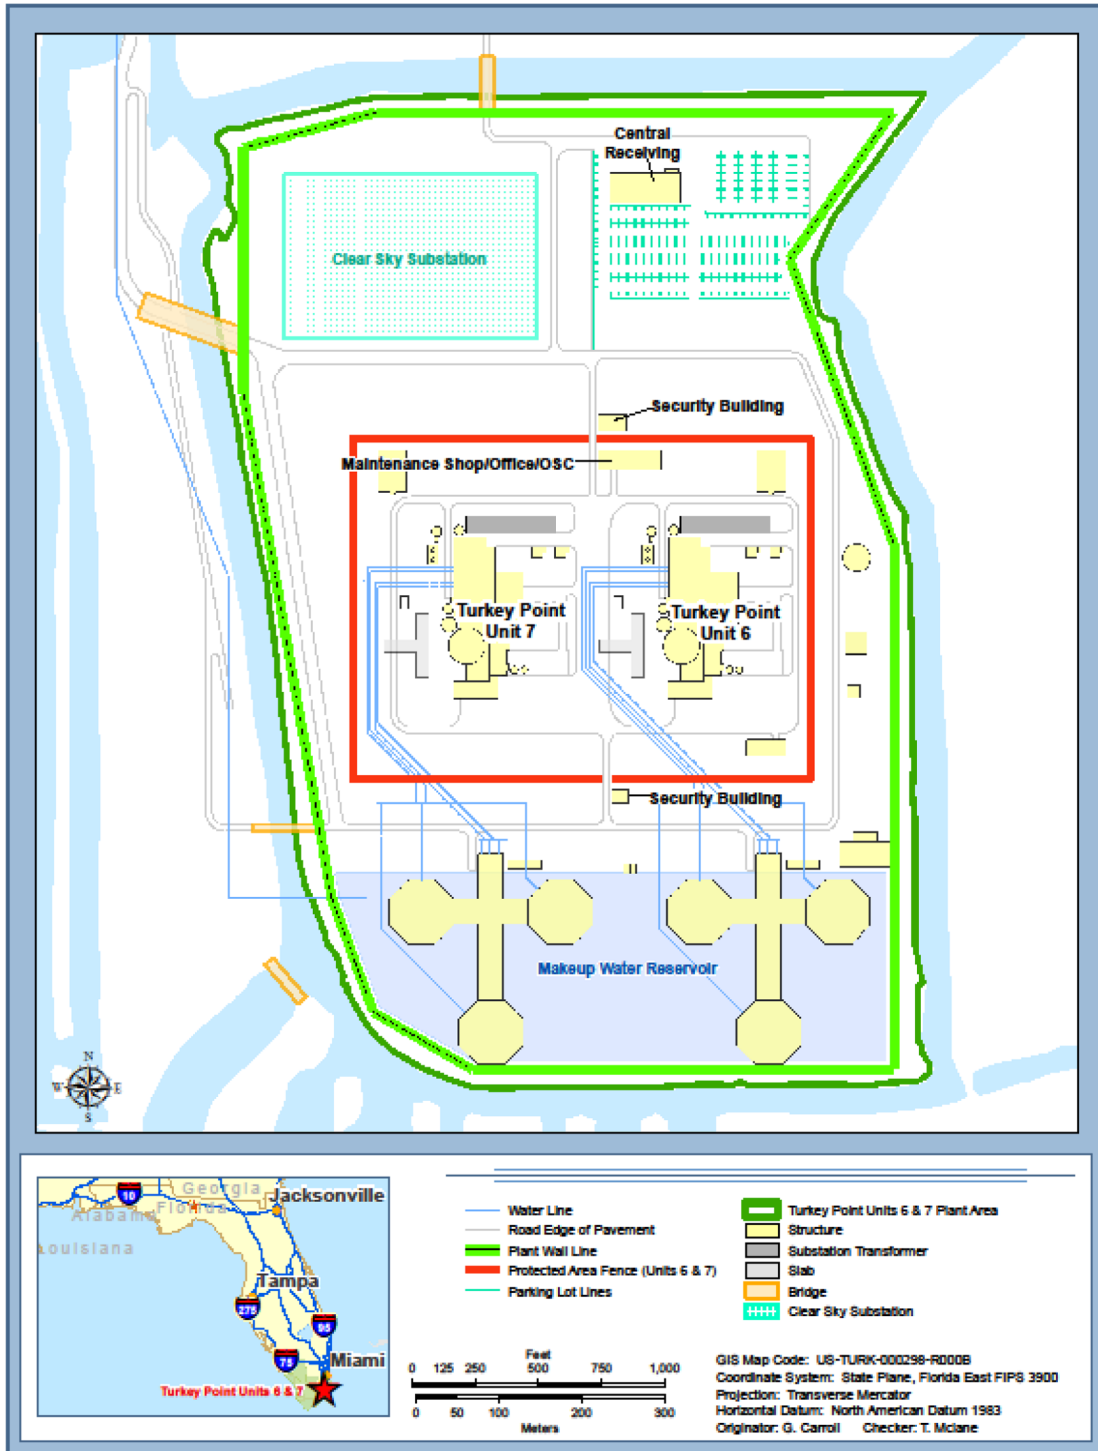 Central
Receiving
Clear Sky Substation
Security Building
Maintenance Shop/Office/OSC
Turkey Point
Unit 7
Turkey Point
Unit 6
Security Building
Makeup Water Reservoir
N
W E
S
Georgia
10
Jacksonville
Florida
Alabama
Louisiana
Tampa
275
95
75
Miami
Turkey Point Units 6 & 7
Water Line
Road Edge of Pavement
Plant Wall Line
Protected Area Fence (Units 6 & 7)
Parking Lot Lines
Turkey Point Units 6 & 7 Plant Area
Structure
Substation Transformer
Slab
Bridge
Clear Sky Substation
Feet
0 125 250 500 750 1,000
0 50 100 200 300
Meters
GIS Map Code: US-TURK-000298-R000B
Coordinate System: State Plane, Florida East FIPS 3900
Projection: Transverse Mercator
Horizontal Datum: North American Datum 1983
Originator: G. Carroll Checker: T. Mclane